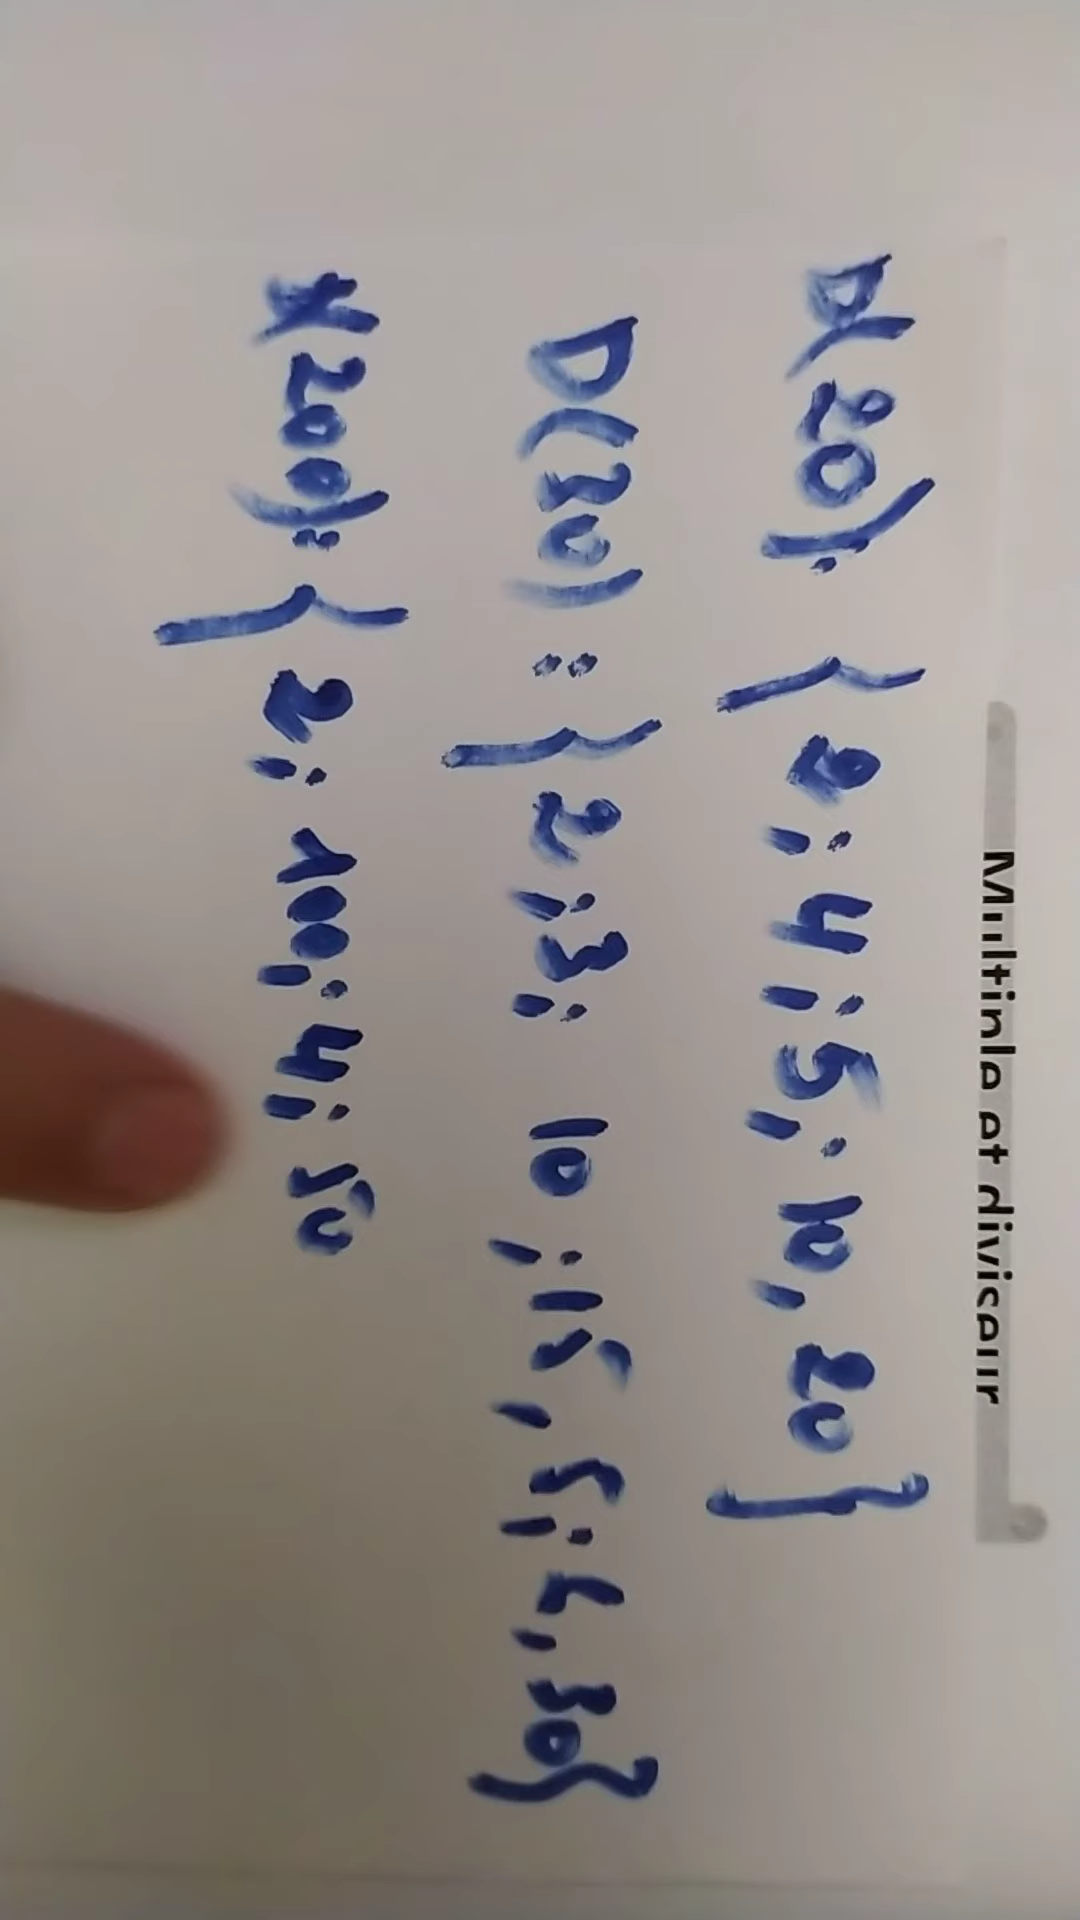 Multiple et diviseur
D(20): {2; 4; 5; 10, 20}
D(30): {2; 3; 10; 15, 5; 6, 30}
(200): {2; 100; 4; 50